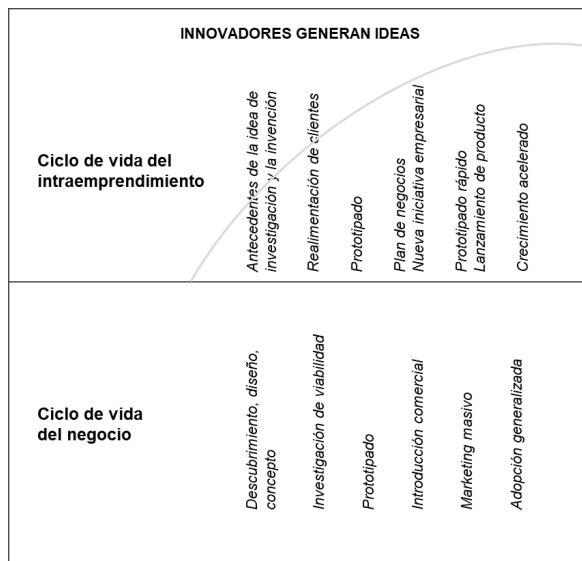 INNOVADORES GENERAN IDEAS
Ciclo de vida del
intraemprendimiento
Antecedentes de la idea de
investigación y la invención
Realimentación de clientes
Prototipado
Plan de negocios
Nueva iniciativa empresarial
Prototipado rápido
Lanzamiento de producto
Crecimiento acelerado
Ciclo de vida
del negocio
Descubrimiento, diseño,
concepto
Investigación de viabilidad
Prototipado
Introducción comercial
Marketing masivo
Adopción generalizada